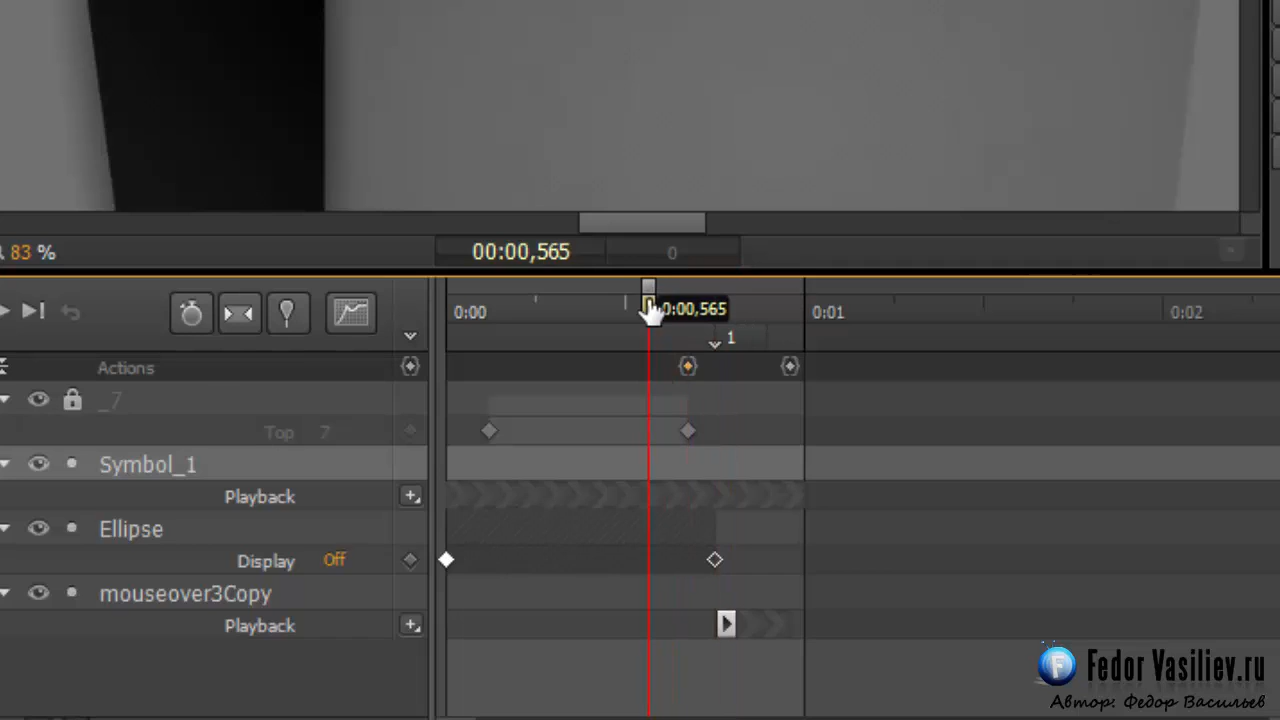 83 %
00:00,565
0
0:00
0:00,565
0:01
0:02
1
Actions
_7
Top 7
Symbol_1
Playback
Ellipse
Display Off
mouseover3Copy
Playback
F
Fedor Vasiliev.ru
Автор: Федор Васильев